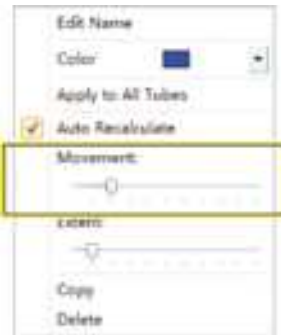 Edit Name
Color
Apply to All Tubes
Auto Recalculate
Movement:
Extent:
Copy
Delete